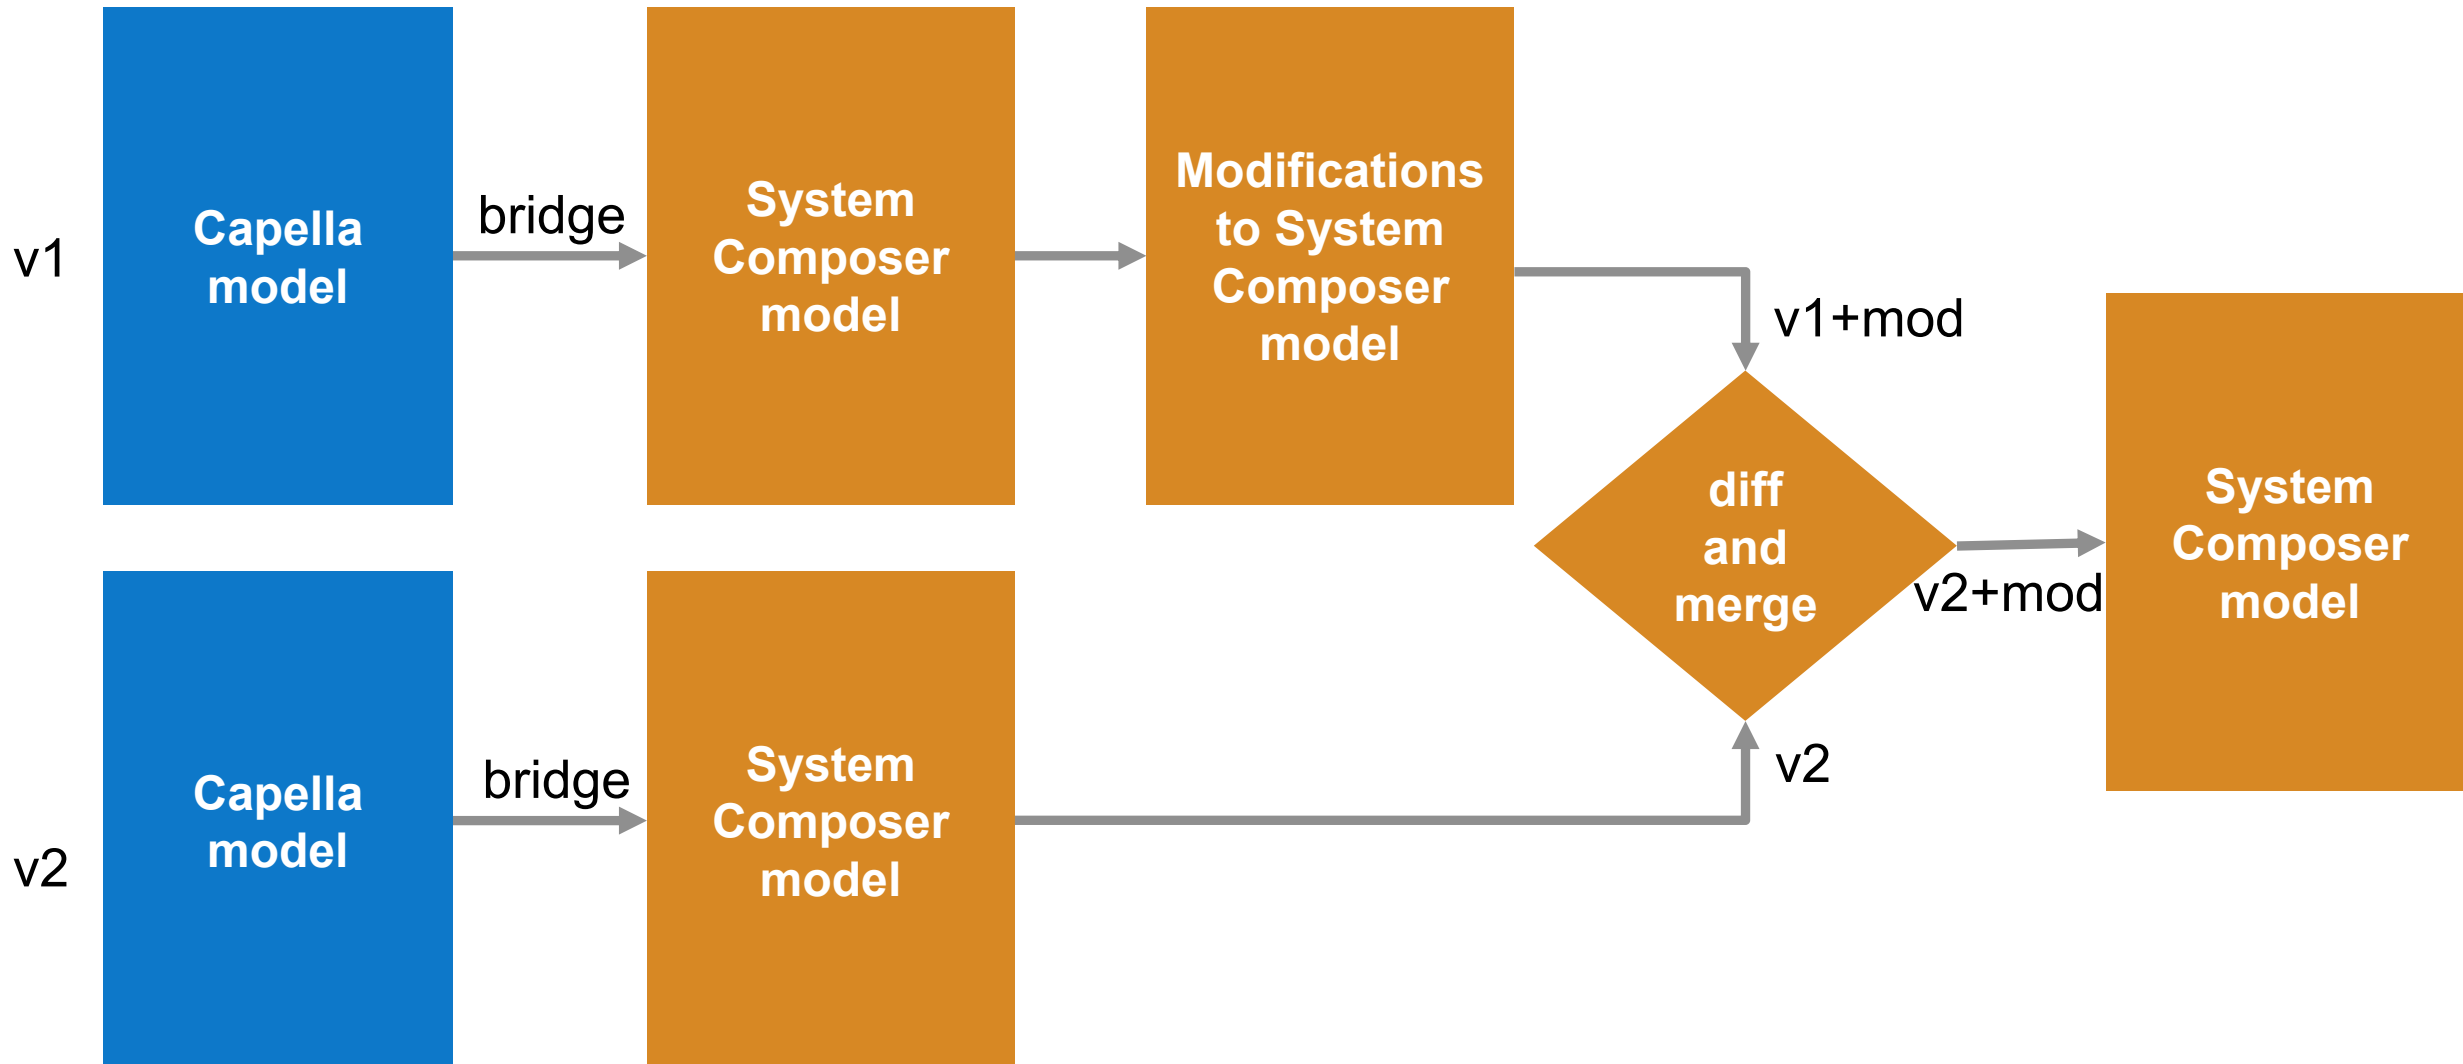 v1
Capella
model
bridge
System
Composer
model
Modifications
to System
Composer
model
v1+mod
diff
and
merge
v2+mod
System
Composer
model
v2
Capella
model
bridge
System
Composer
model
v2